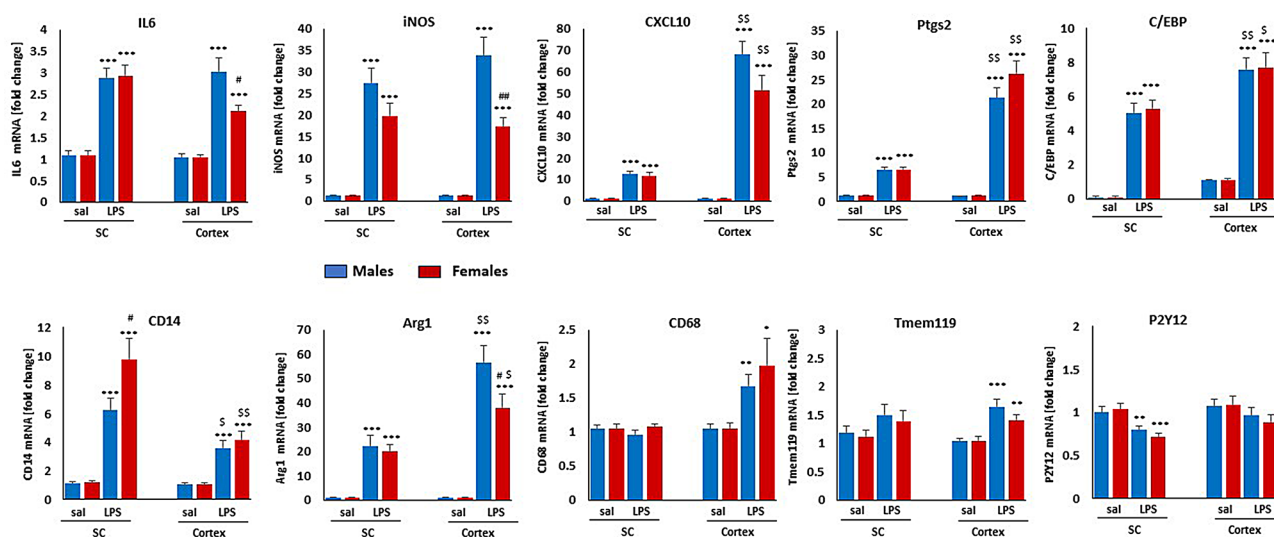 IL6
IL6 mRNA [fold change]
4
3.5
3
2.5
2
1.5
1
0.5
0
••• •••
•••
#
•••
sal LPS sal LPS
SC Cortex
iNOS
iNOS mRNA [fold change]
40
35
30
25
20
15
10
5
0
•••
•••
•••
##
•••
sal LPS sal LPS
SC Cortex
CXCL10
CXCL10 mRNA [fold change]
80
70
60
50
40
30
20
10
0
••• •••
$$
•••
$$
•••
sal LPS sal LPS
SC Cortex
Ptgs2
Ptgs2 mRNA [fold change]
35
30
25
20
15
10
5
0
••• •••
$$
•••
$$
•••
sal LPS sal LPS
SC Cortex
C/EBP
C/EBP mRNA [fold change]
10
8
6
4
2
0
••• •••
$$
•••
$
•••
sal LPS sal LPS
SC Cortex
Males Females
CD14
CD14 mRNA [fold change]
12
10
8
6
4
2
0
•••
#
•••
$
•••
$$
•••
sal LPS sal LPS
SC Cortex
Arg1
Arg1 mRNA [fold change]
70
60
50
40
30
20
10
0
••• •••
$$
•••
# $
•••
sal LPS sal LPS
SC Cortex
CD68
CD68 mRNA [fold change]
2.5
2
1.5
1
0.5
0
••
•
sal LPS sal LPS
SC Cortex
Tmem119
Tmem119 mRNA [fold change]
3
2.5
2
1.5
1
0.5
0
•••
••
sal LPS sal LPS
SC Cortex
P2Y12
P2Y12 mRNA [fold change]
2
1.5
1
0.5
0
••
•••
sal LPS sal LPS
SC Cortex